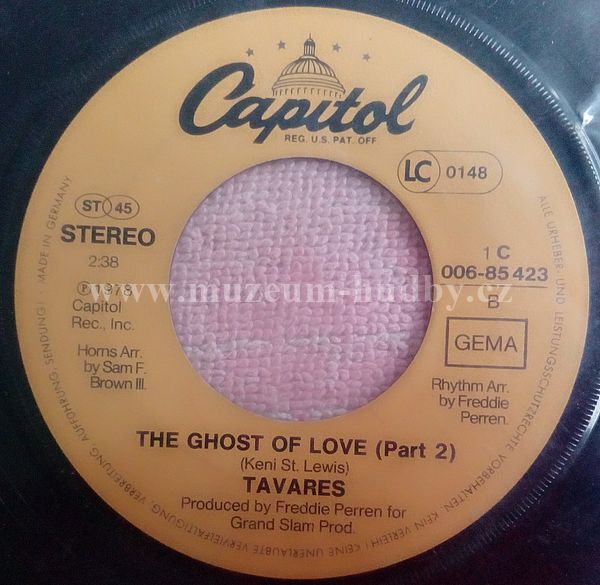 Capitol
REG. U.S. PAT. OFF
LC 0148
ST 45
STEREO
2:38
℗ 1978
Capitol
Rec., Inc.
Horns Arr.
by Sam F.
Brown III.
1 C
006-85 423
B
GEMA
Rhythm Arr.
by Freddie
Perren.
www.muzeum-hudby.cz
THE GHOST OF LOVE (Part 2)
(Keni St. Lewis)
TAVARES
Produced by Freddie Perren for
Grand Slam Prod.
ALLE URHEBER- UND LEISTUNGSSCHUTZRECHTE VORBEHALTEN. KEIN VERLEIH! KEINE UNERLAUBTE VERVIELFÄLTIGUNG, VERBREITUNG, AUFFÜHRUNG, SENDUNG! · MADE IN GERMANY